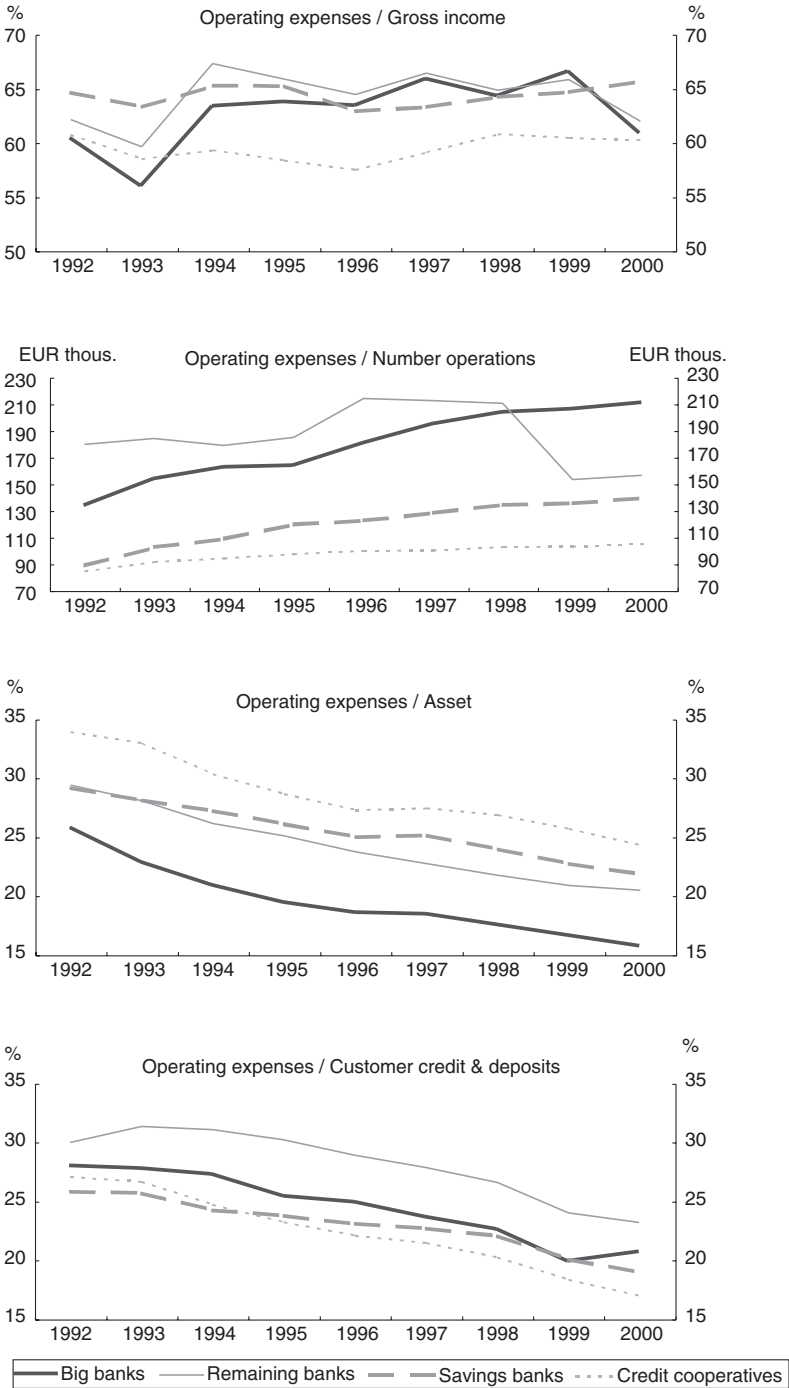 % Operating expenses / Gross income %
70 70
65 65
60 60
55 55
50 50
1992 1993 1994 1995 1996 1997 1998 1999 2000
EUR thous. Operating expenses / Number operations EUR thous.
230 230
210 210
190 190
170 170
150 150
130 130
110 110
90 90
70 70
1992 1993 1994 1995 1996 1997 1998 1999 2000
% Operating expenses / Asset %
35 35
30 30
25 25
20 20
15 15
1992 1993 1994 1995 1996 1997 1998 1999 2000
% Operating expenses / Customer credit & deposits %
35 35
30 30
25 25
20 20
15 15
1992 1993 1994 1995 1996 1997 1998 1999 2000
Big banks Remaining banks Savings banks Credit cooperatives